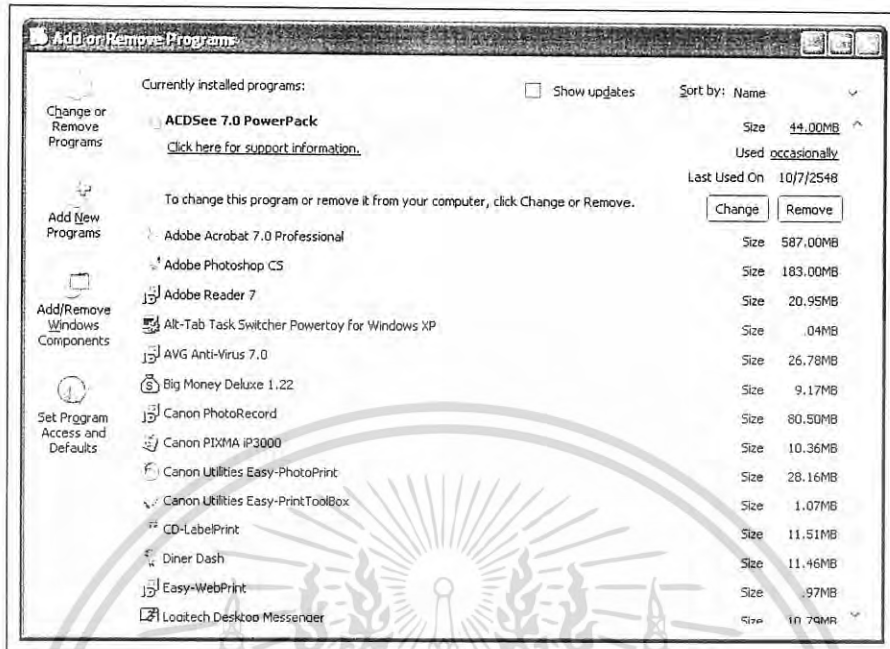 Add or Remove Programs
Change or
Remove
Programs
Add New
Programs
Add/Remove
Windows
Components
Set Program
Access and
Defaults
Currently installed programs:
Show updates
Sort by: Name
ACDSee 7.0 PowerPack
Size 44.00MB
Click here for support information.
Used occasionally
Last Used On 10/7/2548
To change this program or remove it from your computer, click Change or Remove.
Change
Remove
Adobe Acrobat 7.0 Professional Size 587.00MB
Adobe Photoshop CS Size 183.00MB
Adobe Reader 7 Size 20.95MB
Alt-Tab Task Switcher Powertoy for Windows XP Size .04MB
AVG Anti-Virus 7.0 Size 26.78MB
Big Money Deluxe 1.22 Size 9.17MB
Canon PhotoRecord Size 80.50MB
Canon PIXMA iP3000 Size 10.36MB
Canon Utilities Easy-PhotoPrint Size 28.16MB
Canon Utilities Easy-PrintToolBox Size 1.07MB
CD-LabelPrint Size 11.51MB
Diner Dash Size 11.46MB
Easy-WebPrint Size .97MB
Logitech Desktop Messenger Size 10.79MB